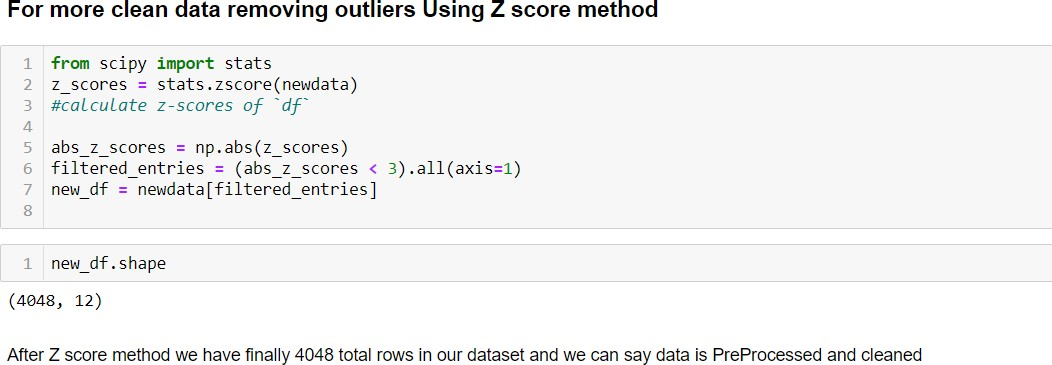 For more clean data removing outliers Using Z score method
1 from scipy import stats
2 z_scores = stats.zscore(newdata)
3 #calculate z-scores of `df`
4
5 abs_z_scores = np.abs(z_scores)
6 filtered_entries = (abs_z_scores < 3).all(axis=1)
7 new_df = newdata[filtered_entries]
8
1 new_df.shape
(4048, 12)
After Z score method we have finally 4048 total rows in our dataset and we can say data is PreProcessed and cleaned